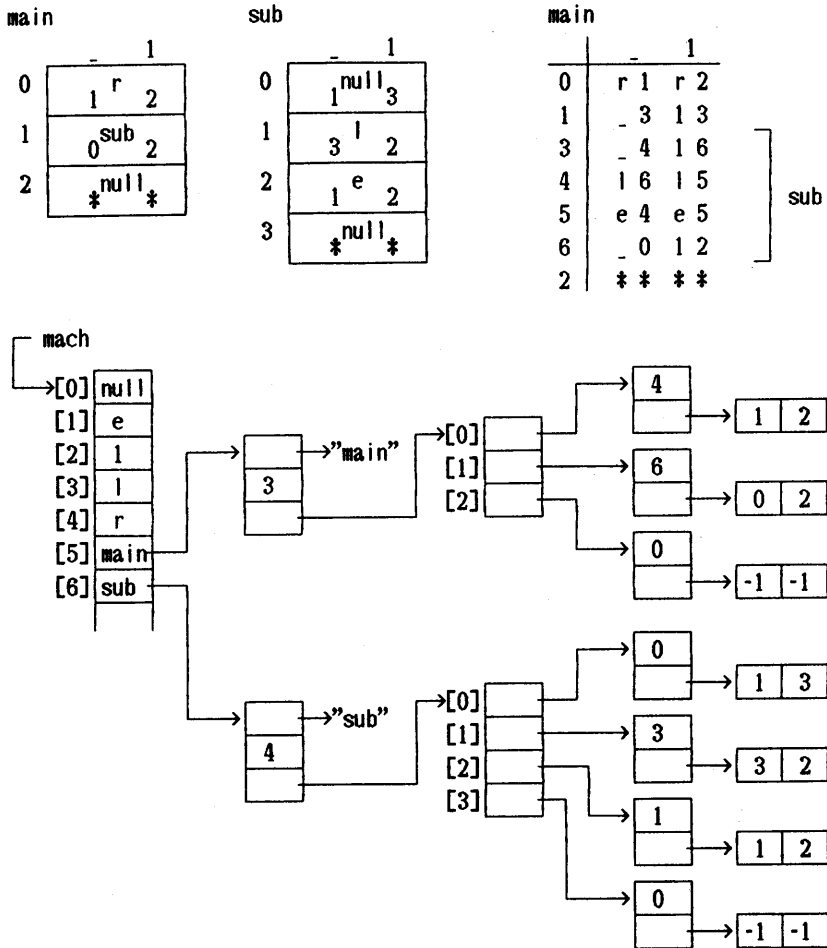 main
_ 1
0 r
1 2
1 sub
0 2
2 null
* *
sub
_ 1
0 null
1 3
1 l
3 2
2 e
1 2
3 null
* *
main
_ 1
0 r 1 r 2
1 _ 3 1 3
3 _ 4 1 6
4 l 6 l 5
5 e 4 e 5
6 _ 0 1 2
2 * * * *
sub
mach
[0] null
[1] e
[2] 1
[3] l
[4] r
[5] main
[6] sub
"main"
3
[0]
[1]
[2]
4
1 2
6
0 2
0
-1 -1
"sub"
4
[0]
[1]
[2]
[3]
0
1 3
3
3 2
1
1 2
0
-1 -1